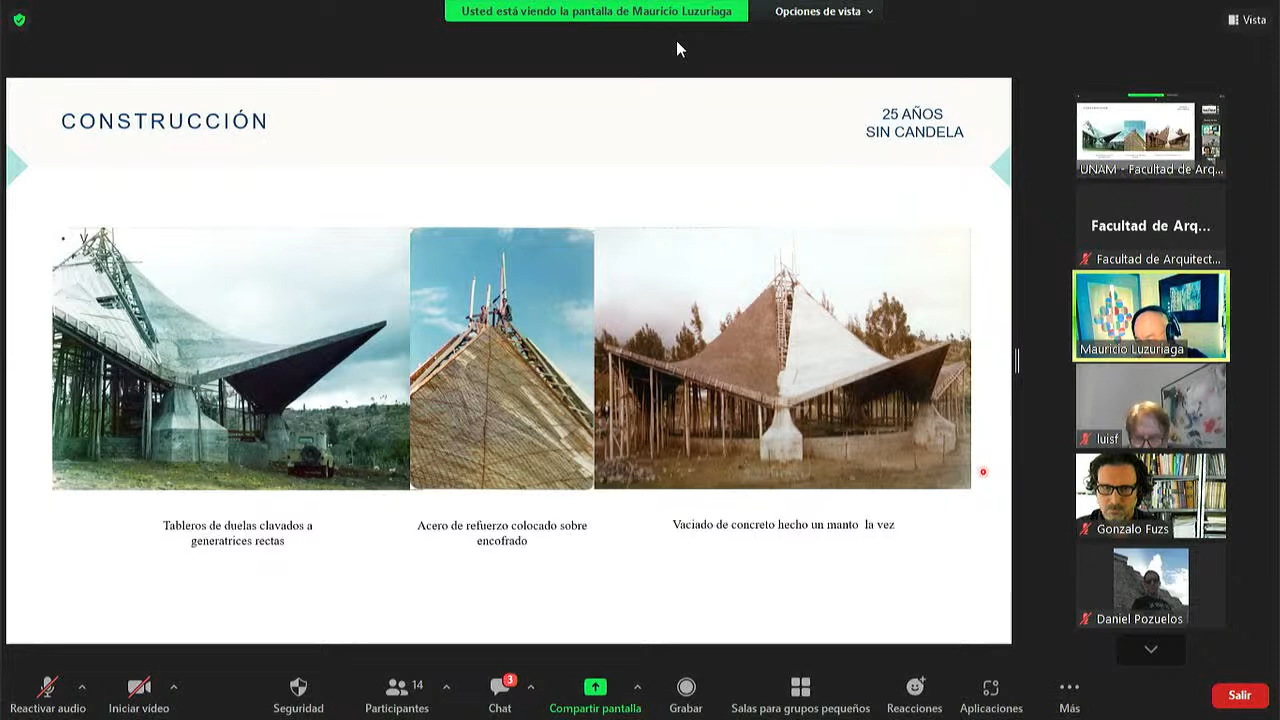 Usted está viendo la pantalla de Mauricio Luzuriaga
Opciones de vista
Vista
CONSTRUCCIÓN
25 AÑOS
SIN CANDELA
Tableros de duelas clavados a
generatrices rectas
Acero de refuerzo colocado sobre
encofrado
Vaciado de concreto hecho un manto la vez
UNAM - Facultad de Arq...
Facultad de Arq...
Facultad de Arquitect...
Mauricio Luzuriaga
luisf
Gonzalo Fuzs
Daniel Pozuelos
Reactivar audio
Iniciar video
Seguridad
14
Participantes
3
Chat
Compartir pantalla
Grabar
Salas para grupos pequeños
Reacciones
Aplicaciones
Más
Salir